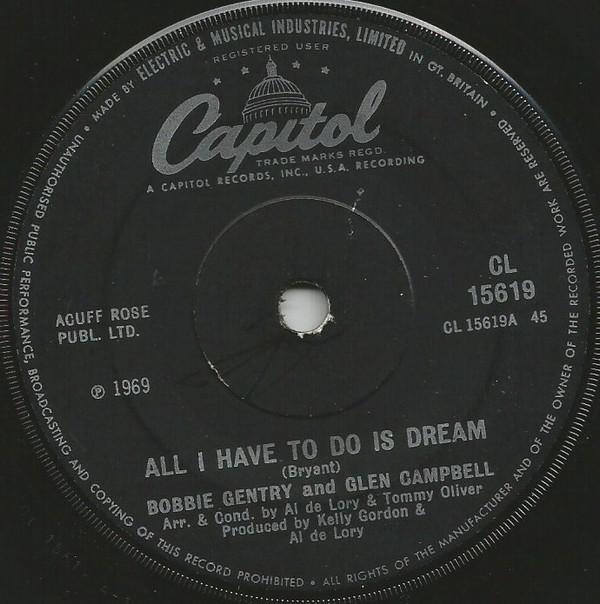 MADE BY ELECTRIC & MUSICAL INDUSTRIES, LIMITED IN GT. BRITAIN • ALL RIGHTS OF THE MANUFACTURER AND OF THE OWNER OF THE RECORDED WORK ARE RESERVED •
UNAUTHORISED PUBLIC PERFORMANCE, BROADCASTING AND COPYING OF THIS RECORD PROHIBITED •
REGISTERED USER
Capitol
TRADE MARKS REGD.
A CAPITOL RECORDS, INC., U.S.A. RECORDING
CL
15619
CL 15619A 45
ACUFF ROSE
PUBL. LTD.
℗ 1969
ALL I HAVE TO DO IS DREAM
(Bryant)
BOBBIE GENTRY and GLEN CAMPBELL
Arr. & Cond. by Al de Lory & Tommy Oliver
Produced by Kelly Gordon &
Al de Lory